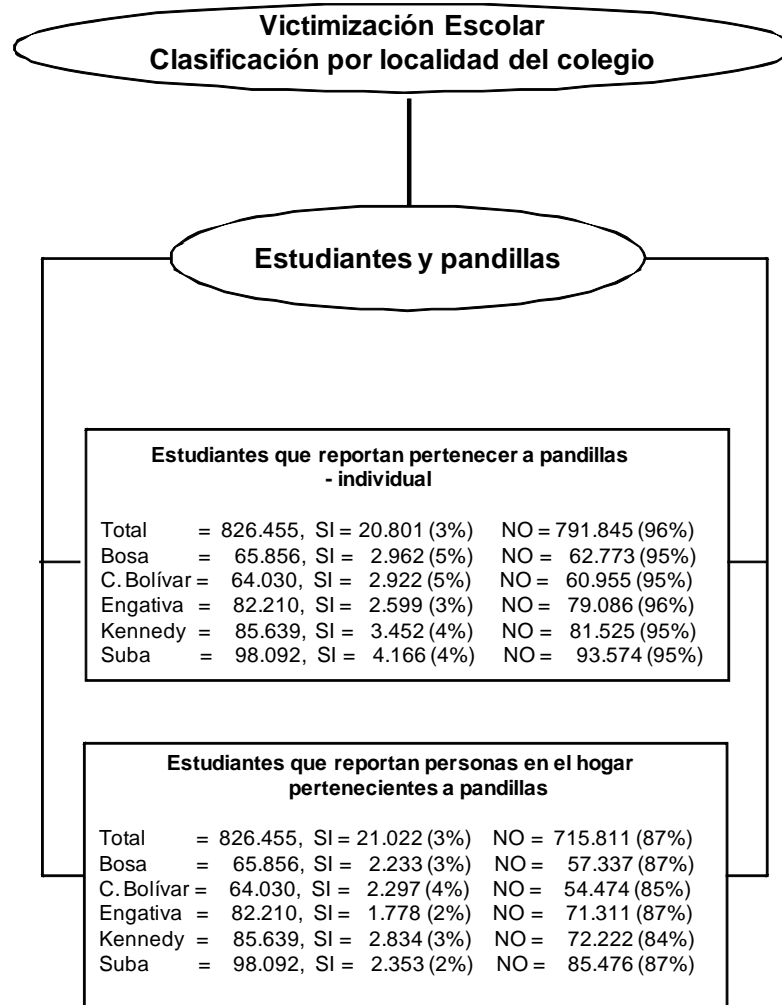 Victimización Escolar
Clasificación por localidad del colegio
Estudiantes y pandillas
Estudiantes que reportan pertenecer a pandillas
- individual
Total = 826.455, SI = 20.801 (3%) NO = 791.845 (96%)
Bosa = 65.856, SI = 2.962 (5%) NO = 62.773 (95%)
C. Bolívar = 64.030, SI = 2.922 (5%) NO = 60.955 (95%)
Engativa = 82.210, SI = 2.599 (3%) NO = 79.086 (96%)
Kennedy = 85.639, SI = 3.452 (4%) NO = 81.525 (95%)
Suba = 98.092, SI = 4.166 (4%) NO = 93.574 (95%)
Estudiantes que reportan personas en el hogar
pertenecientes a pandillas
Total = 826.455, SI = 21.022 (3%) NO = 715.811 (87%)
Bosa = 65.856, SI = 2.233 (3%) NO = 57.337 (87%)
C. Bolívar = 64.030, SI = 2.297 (4%) NO = 54.474 (85%)
Engativa = 82.210, SI = 1.778 (2%) NO = 71.311 (87%)
Kennedy = 85.639, SI = 2.834 (3%) NO = 72.222 (84%)
Suba = 98.092, SI = 2.353 (2%) NO = 85.476 (87%)